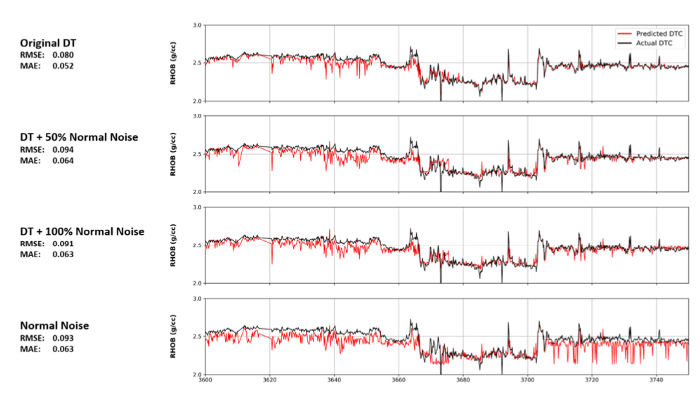 Original DT
RMSE: 0.080
MAE: 0.052
RHOB (g/cc)
3.0
2.5
2.0
Predicted DTC
Actual DTC
DT + 50% Normal Noise
RMSE: 0.094
MAE: 0.064
RHOB (g/cc)
3.0
2.5
2.0
DT + 100% Normal Noise
RMSE: 0.091
MAE: 0.063
RHOB (g/cc)
3.0
2.5
2.0
Normal Noise
RMSE: 0.093
MAE: 0.063
RHOB (g/cc)
3.0
2.5
2.0
3600 3620 3640 3660 3680 3700 3720 3740